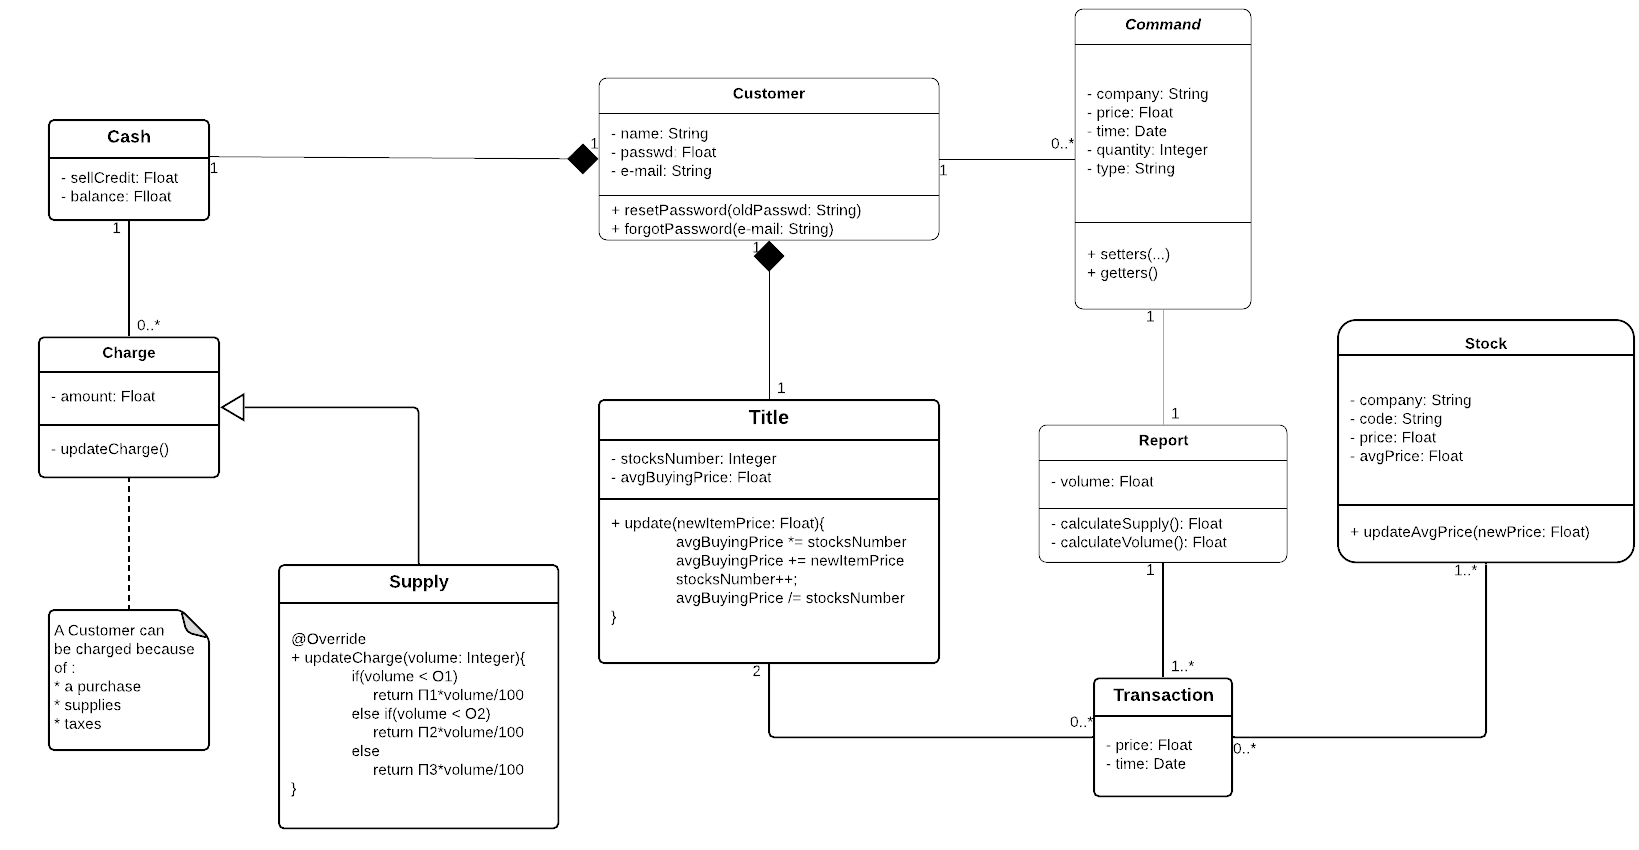 Command
- company: String
- price: Float
- time: Date
- quantity: Integer
- type: String
+ setters(...)
+ getters()
Customer
- name: String
- passwd: Float
- e-mail: String
+ resetPassword(oldPasswd: String)
+ forgotPassword(e-mail: String)
Cash
- sellCredit: Float
- balance: Flloat
1
1
1
0..*
1
1
0..*
Charge
- amount: Float
- updateCharge()
1
1
1
1
Title
- stocksNumber: Integer
- avgBuyingPrice: Float
+ update(newItemPrice: Float){
avgBuyingPrice *= stocksNumber
avgBuyingPrice += newItemPrice
stocksNumber++;
avgBuyingPrice /= stocksNumber
}
Report
- volume: Float
- calculateSupply(): Float
- calculateVolume(): Float
Stock
- company: String
- code: String
- price: Float
- avgPrice: Float
+ updateAvgPrice(newPrice: Float)
A Customer can
be charged because
of :
* a purchase
* supplies
* taxes
Supply
@Override
+ updateCharge(volume: Integer){
if(volume < O1)
return Π1*volume/100
else if(volume < O2)
return Π2*volume/100
else
return Π3*volume/100
}
2
0..*
1
1..*
1..*
0..*
Transaction
- price: Float
- time: Date